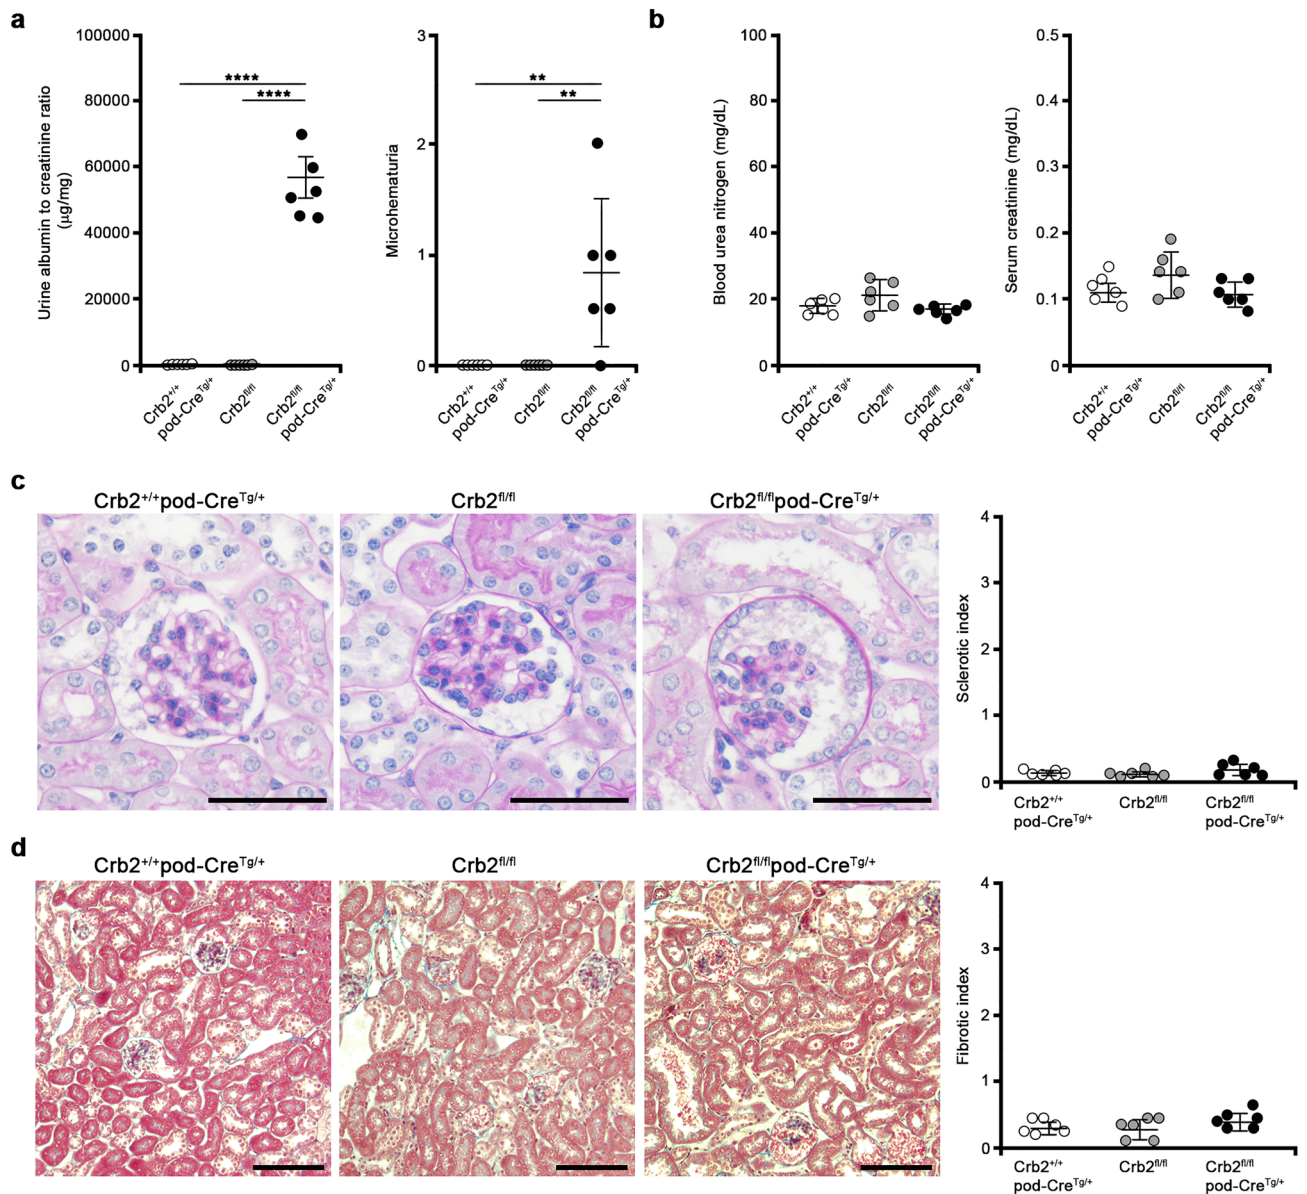 a
Urine albumin to creatinine ratio
(μg/mg)
100000
80000
60000
40000
20000
0
****
****
Crb2+/+
pod-CreTg/+
Crb2fl/fl
Crb2fl/fl
pod-CreTg/+
Microhematuria
3
2
1
0
**
**
Crb2+/+
pod-CreTg/+
Crb2fl/fl
Crb2fl/fl
pod-CreTg/+
b
Blood urea nitrogen (mg/dL)
100
80
60
40
20
0
Crb2+/+
pod-CreTg/+
Crb2fl/fl
Crb2fl/fl
pod-CreTg/+
Serum creatinine (mg/dL)
0.5
0.4
0.3
0.2
0.1
0
Crb2+/+
pod-CreTg/+
Crb2fl/fl
Crb2fl/fl
pod-CreTg/+
c
Crb2+/+pod-CreTg/+
Crb2fl/fl
Crb2fl/flpod-CreTg/+
Sclerotic index
4
3
2
1
0
Crb2+/+
pod-CreTg/+
Crb2fl/fl
Crb2fl/fl
pod-CreTg/+
d
Crb2+/+pod-CreTg/+
Crb2fl/fl
Crb2fl/flpod-CreTg/+
Fibrotic index
4
3
2
1
0
Crb2+/+
pod-CreTg/+
Crb2fl/fl
Crb2fl/fl
pod-CreTg/+